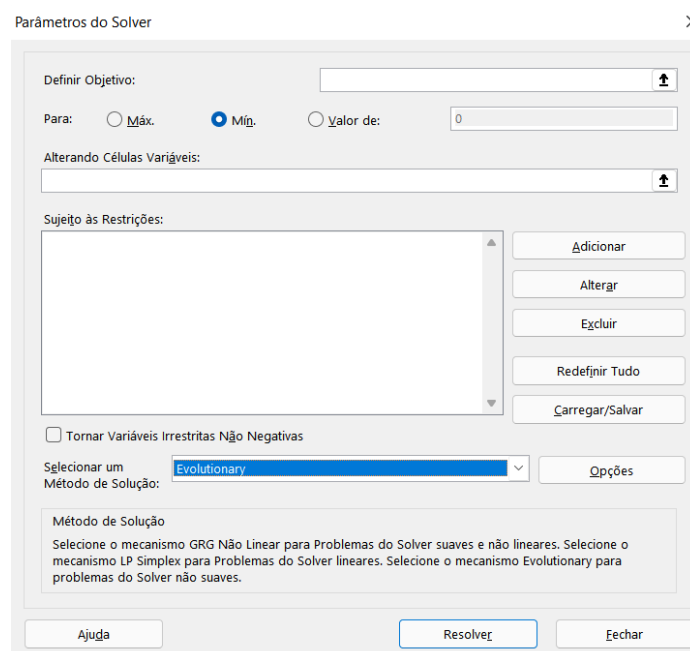 Parâmetros do Solver
Definir Objetivo:
Para: Máx. Mín. Valor de: 0
Alterando Células Variáveis:
Sujeito às Restrições:
Adicionar
Alterar
Excluir
Redefinir Tudo
Carregar/Salvar
Tornar Variáveis Irrestritas Não Negativas
Selecionar um
Método de Solução:
Evolutionary
Opções
Método de Solução
Selecione o mecanismo GRG Não Linear para Problemas do Solver suaves e não lineares. Selecione o
mecanismo LP Simplex para Problemas do Solver lineares. Selecione o mecanismo Evolutionary para
problemas do Solver não suaves.
Ajuda Resolver Fechar